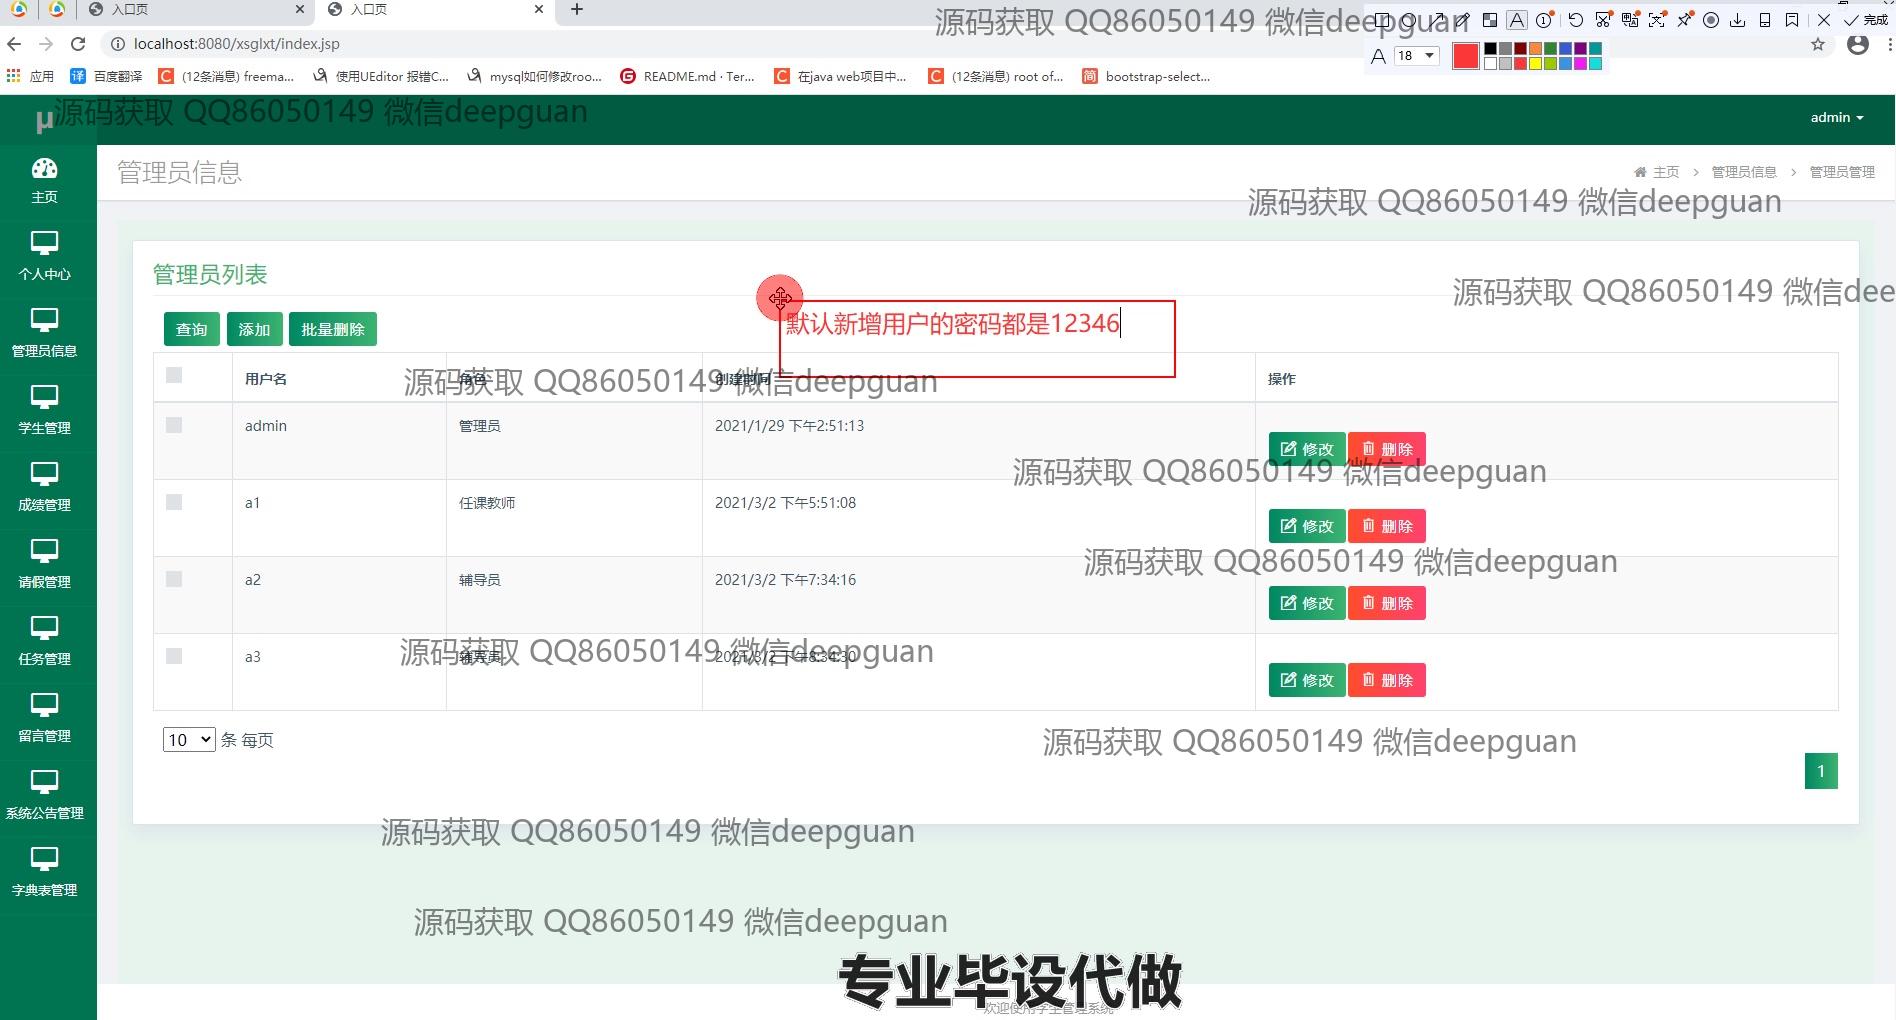 入口页
入口页
完成
localhost:8080/xsglxt/index.jsp
18
应用
百度翻译
(12条消息) freema...
使用UEditor 报错C...
mysql如何修改roo...
README.md · Ter...
在java web项目中...
(12条消息) root of...
bootstrap-select...
源码获取 QQ86050149 微信deepguan
源码获取 QQ86050149 微信deepguan
μ
admin
管理员信息
主页 > 管理员信息 > 管理员管理
源码获取 QQ86050149 微信deepguan
主页
个人中心
管理员信息
学生管理
成绩管理
请假管理
任务管理
留言管理
系统公告管理
字典表管理
管理员列表
源码获取 QQ86050149 微信deepguan
默认新增用户的密码都是12346
查询 添加 批量删除
用户名 角色 创建时间 操作
源码获取 QQ86050149 微信deepguan
admin 管理员 2021/1/29 下午2:51:13 修改 删除
源码获取 QQ86050149 微信deepguan
a1 任课教师 2021/3/2 下午5:51:08 修改 删除
源码获取 QQ86050149 微信deepguan
a2 辅导员 2021/3/2 下午7:34:16 修改 删除
a3 辅导员 2021/3/2 下午8:34:30 修改 删除
源码获取 QQ86050149 微信deepguan
10 条 每页
源码获取 QQ86050149 微信deepguan
1
源码获取 QQ86050149 微信deepguan
源码获取 QQ86050149 微信deepguan
专业毕设代做
欢迎使用学生管理系统